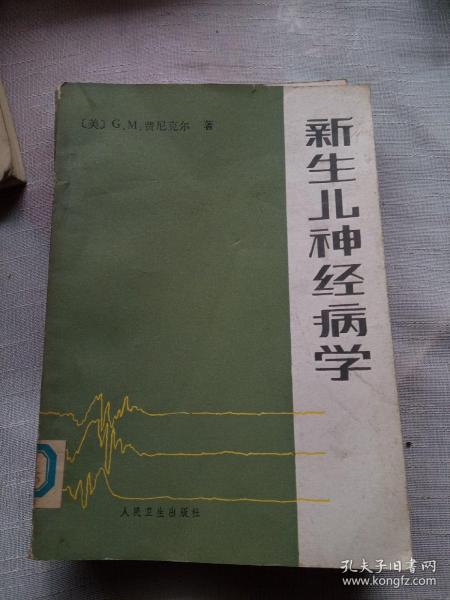 〔美〕G.M.费尼克尔 著
新生儿神经病学
人民卫生出版社
孔夫子旧书网
www.kongfz.com